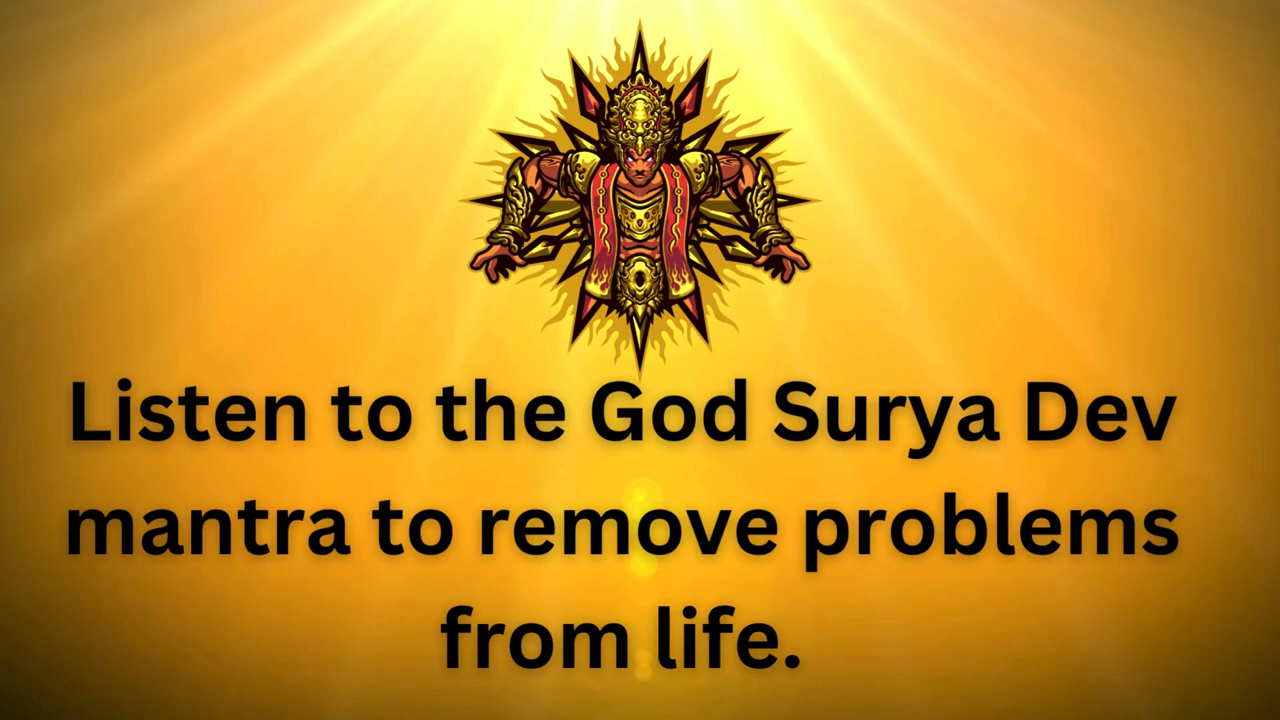 Listen to the God Surya Dev
mantra to remove problems
from life.